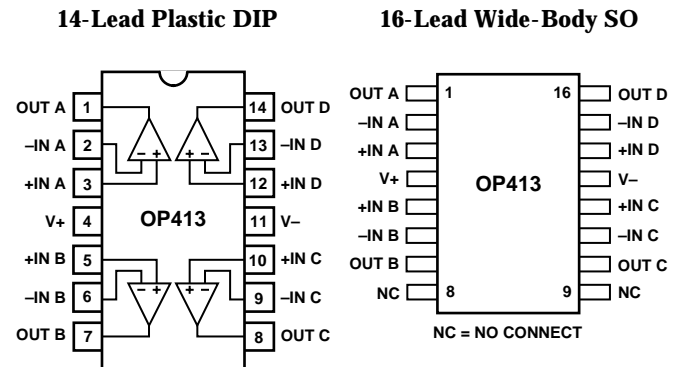 14-Lead Plastic DIP
OUT A 1
–IN A 2
+IN A 3
V+ 4
+IN B 5
–IN B 6
OUT B 7
14 OUT D
13 –IN D
12 +IN D
11 V–
10 +IN C
9 –IN C
8 OUT C
– +
+ –
OP413
– +
+ –
16-Lead Wide-Body SO
OUT A 1
–IN A
+IN A
V+
+IN B
–IN B
OUT B
NC 8
OP413
16 OUT D
–IN D
+IN D
V–
+IN C
–IN C
OUT C
9 NC
NC = NO CONNECT